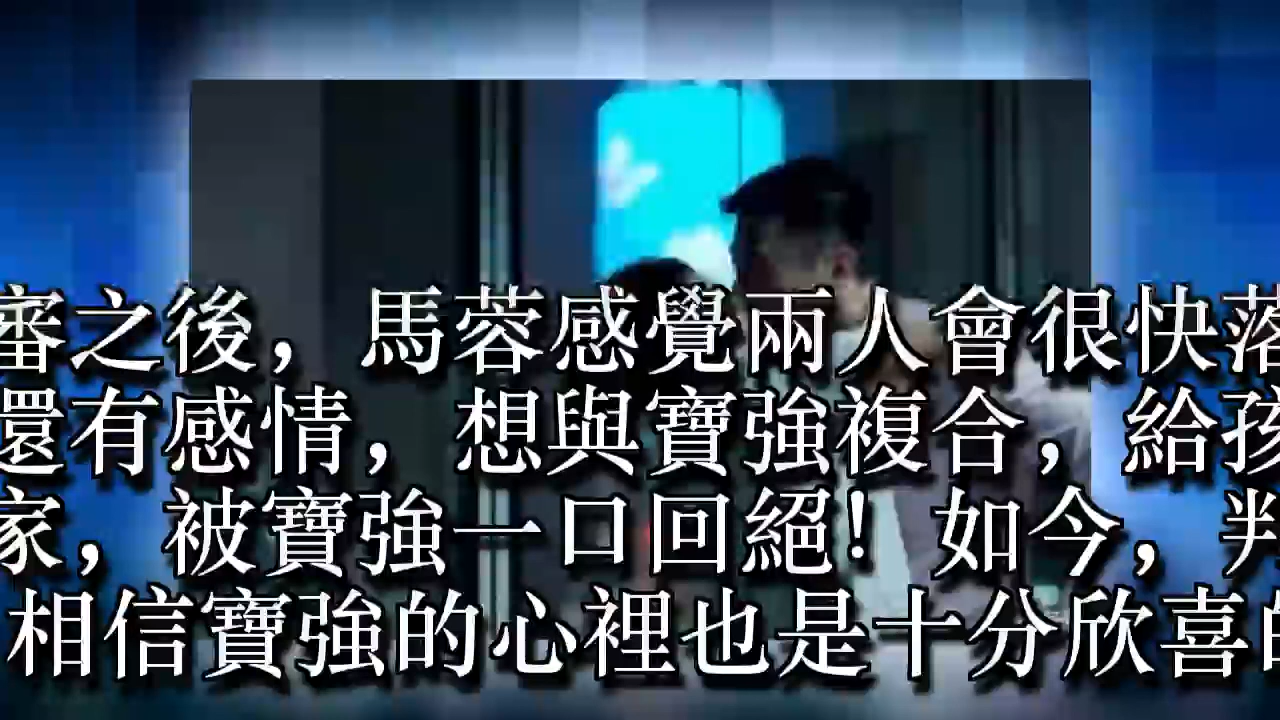 審之後，馬蓉感覺兩人會很快落
還有感情，想與寶強複合，給孩
家，被寶強一口回絕！如今，判
相信寶強的心裡也是十分欣喜的